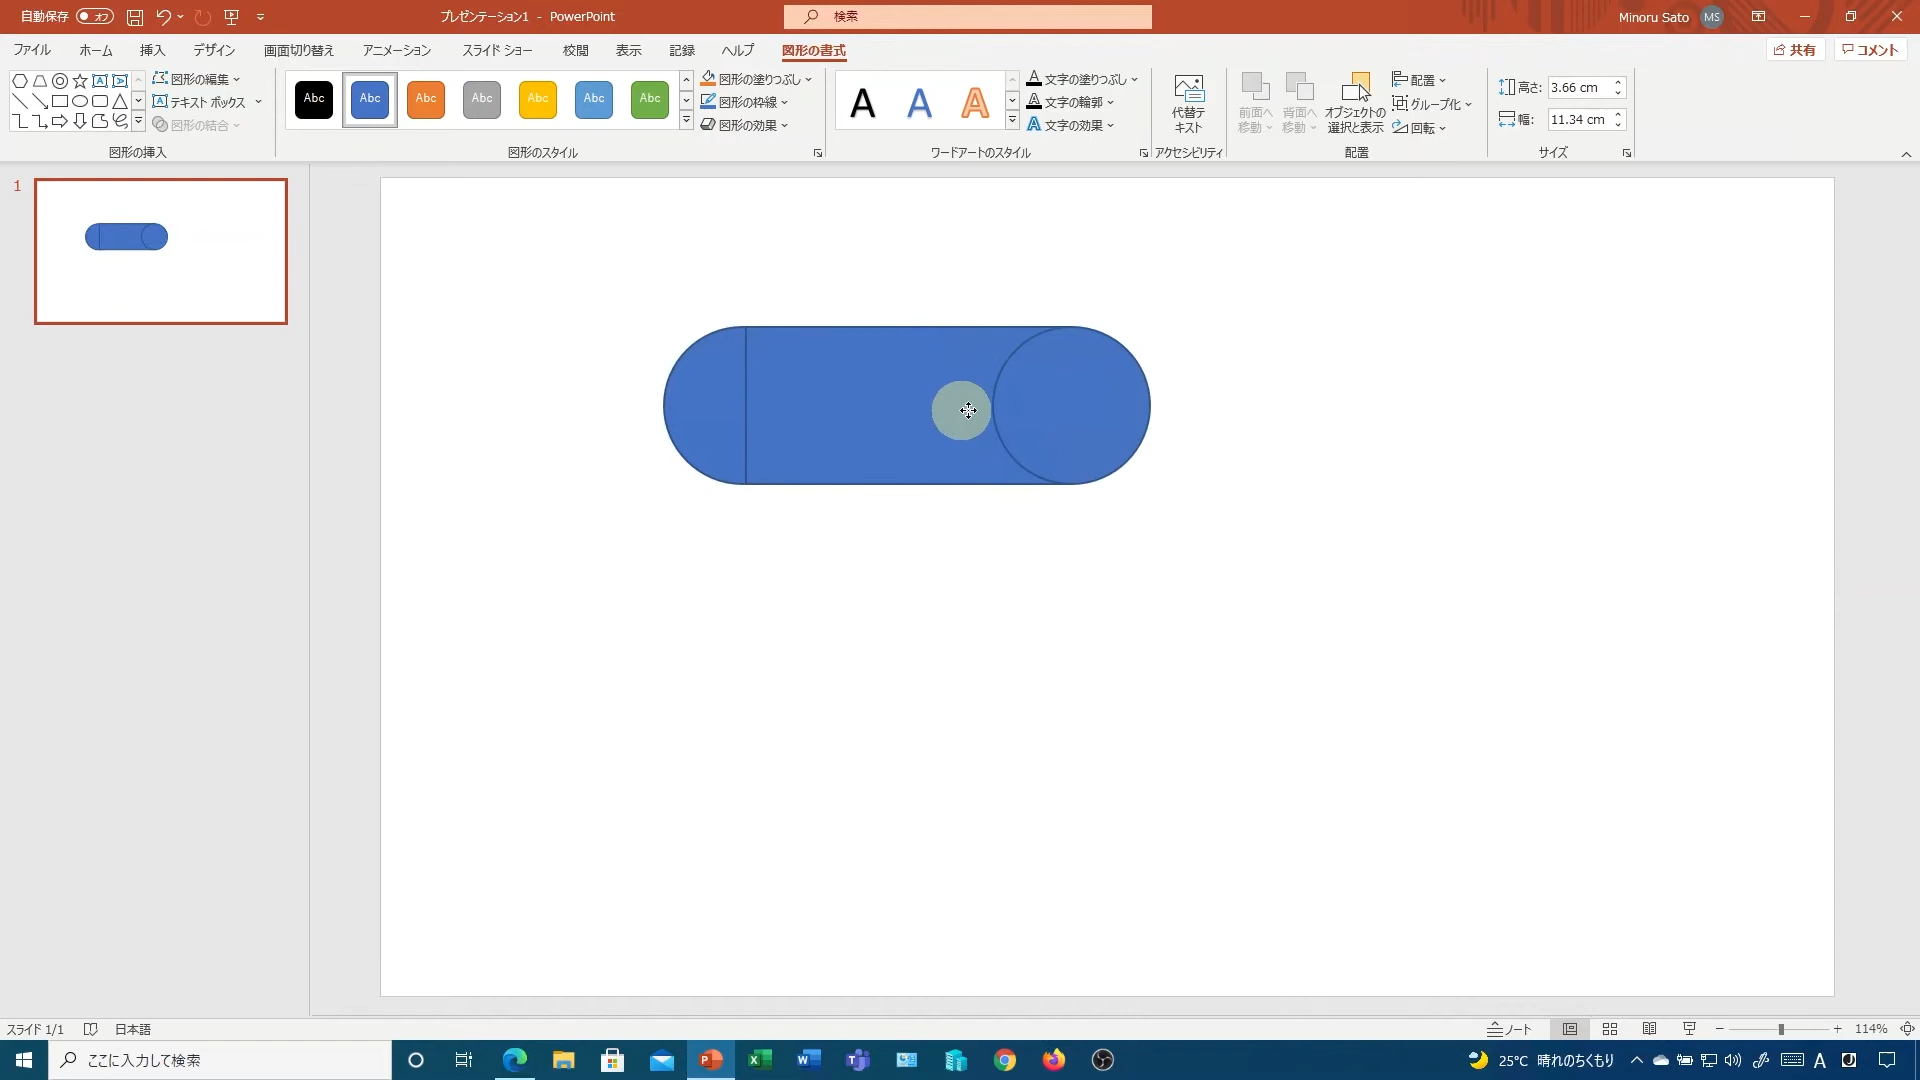 自動保存 オフ プレゼンテーション1 - PowerPoint 検索 Minoru Sato MS
ファイル ホーム 挿入 デザイン 画面切り替え アニメーション スライド ショー 校閲 表示 記録 ヘルプ 図形の書式 共有 コメント
図形の編集
テキスト ボックス
図形の結合
図形の挿入
Abc Abc Abc Abc Abc Abc Abc
図形の塗りつぶし
図形の枠線
図形の効果
図形のスタイル
A A A
文字の塗りつぶし
文字の輪郭
文字の効果
ワードアートのスタイル
代替テ
キスト
アクセシビリティ
前面へ
移動
背面へ
移動
オブジェクトの
選択と表示
配置
グループ化
回転
配置
高さ: 3.66 cm
幅: 11.34 cm
サイズ
1
スライド 1/1 日本語 ノート 114%
ここに入力して検索 25°C 晴れのちくもり A